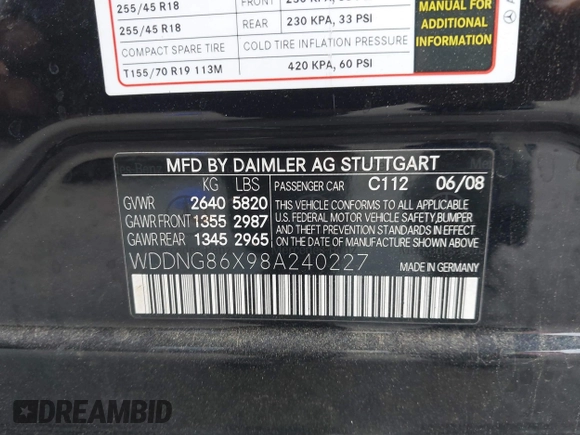 255/45 R18
FRONT
255/45 R18
REAR
230 KPA, 33 PSI
COMPACT SPARE TIRE
COLD TIRE INFLATION PRESSURE
T155/70 R19 113M
420 KPA, 60 PSI
MANUAL FOR
ADDITIONAL
INFORMATION
MFD BY DAIMLER AG STUTTGART
KG LBS PASSENGER CAR C112 06/08
GVWR 2640 5820
GAWR FRONT 1355 2987
GAWR REAR 1345 2965
THIS VEHICLE CONFORMS TO ALL APPLICABLE
U.S. FEDERAL MOTOR VEHICLE SAFETY,BUMPER
AND THEFT PREVENTION STANDARDS IN EFFECT
ON THE DATE OF MANUFACTURE SHOWN ABOVE.
WDDNG86X98A240227 MADE IN GERMANY
DREAMBID